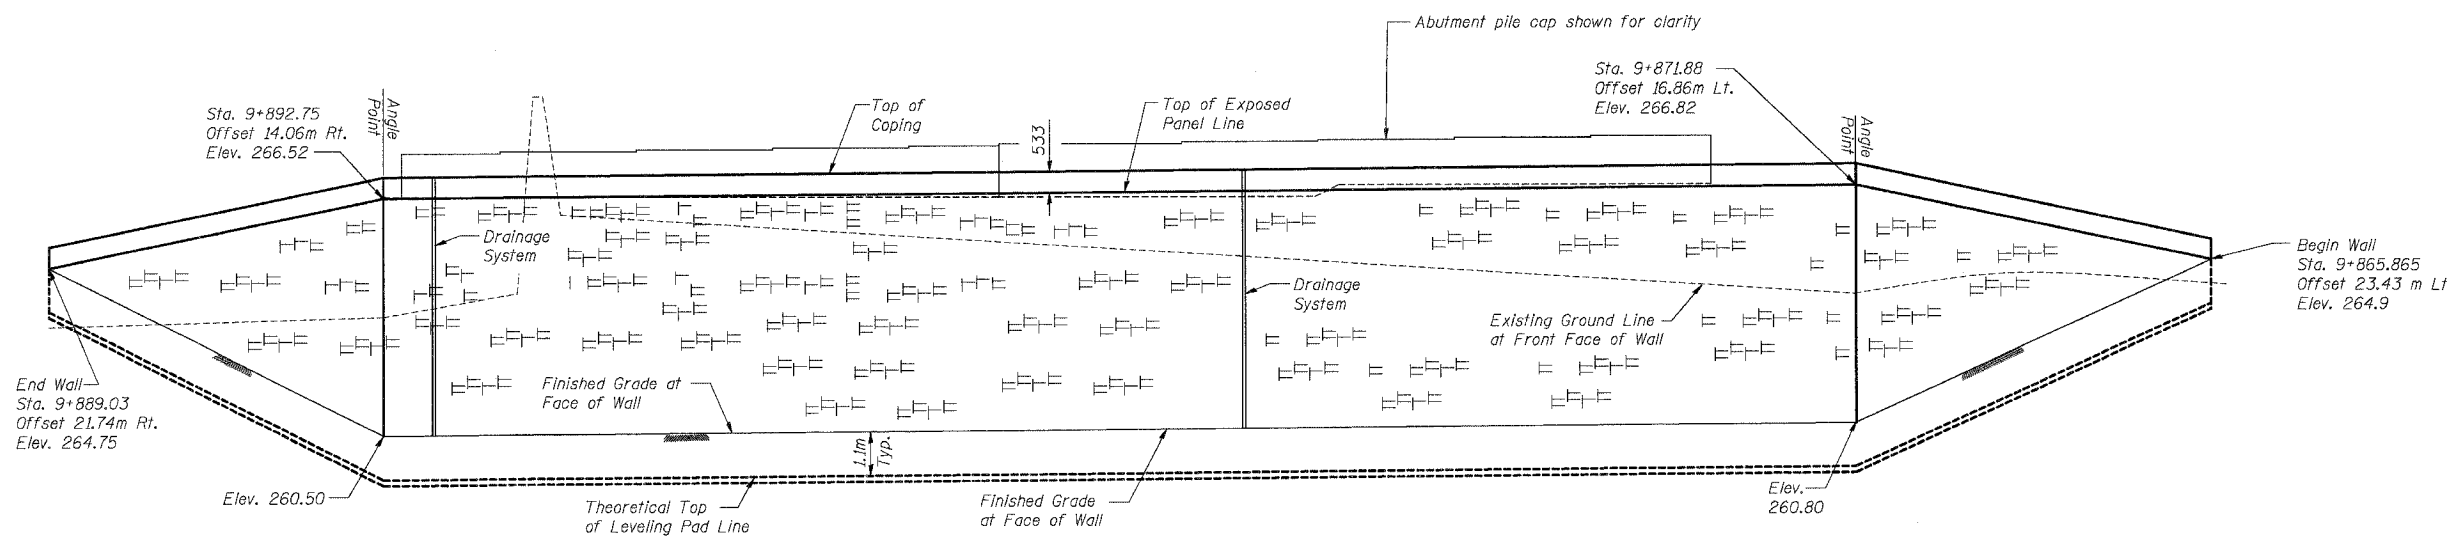 Abutment pile cap shown for clarity
Sta. 9+871.88
Offset 16.86m Lt.
Elev. 266.82
Sta. 9+892.75
Offset 14.06m Rt.
Elev. 266.52
Angle
Point
Top of
Coping
533
Top of Exposed
Panel Line
Angle
Point
Drainage
System
Drainage
System
Begin Wall
Sta. 9+865.865
Offset 23.43 m Lt
Elev. 264.9
Existing Ground Line
at Front Face of Wall
End Wall
Sta. 9+889.03
Offset 21.74m Rt.
Elev. 264.75
Finished Grade at
Face of Wall
1.1m
Typ.
Elev. 260.50
Theoretical Top
of Leveling Pad Line
Finished Grade
at Face of Wall
Elev.
260.80